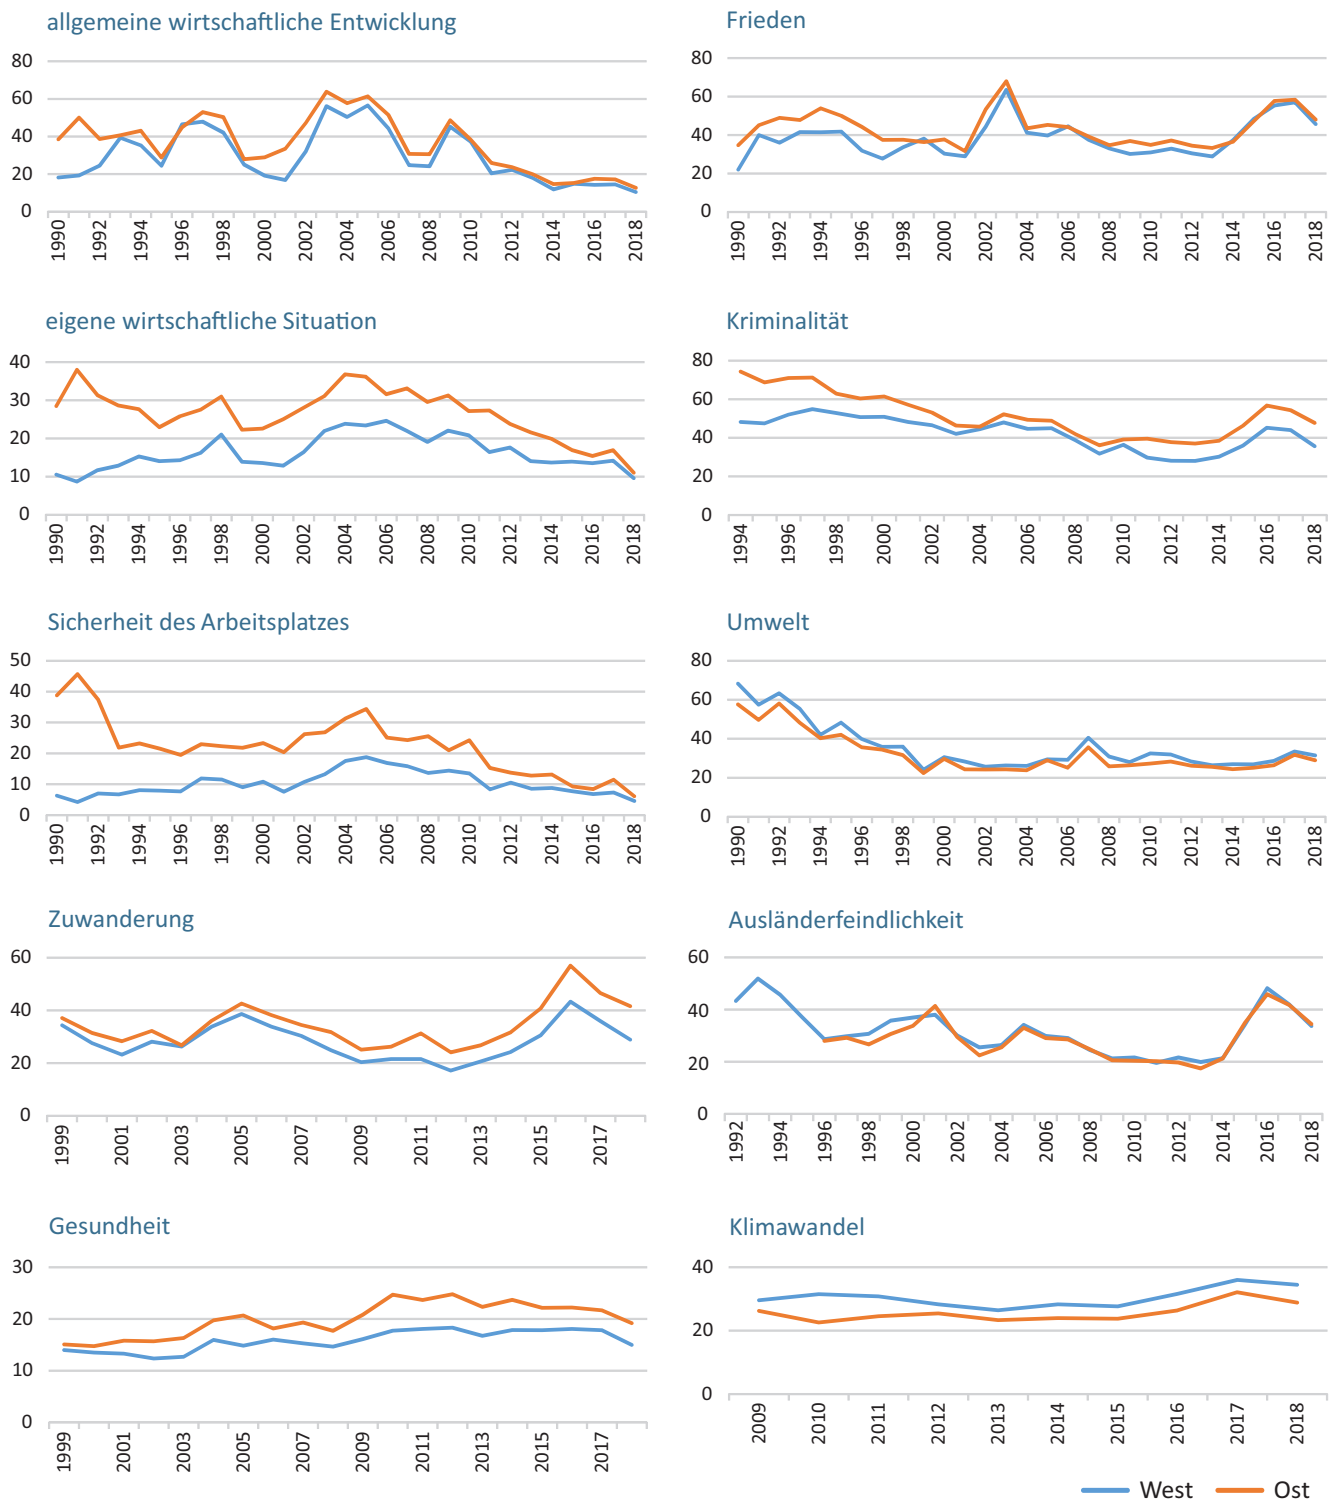 allgemeine wirtschaftliche Entwicklung
80
60
40
20
0
1990 1992 1994 1996 1998 2000 2002 2004 2006 2008 2010 2012 2014 2016 2018
Frieden
80
60
40
20
0
1990 1992 1994 1996 1998 2000 2002 2004 2006 2008 2010 2012 2014 2016 2018
eigene wirtschaftliche Situation
40
30
20
10
0
1990 1992 1994 1996 1998 2000 2002 2004 2006 2008 2010 2012 2014 2016 2018
Kriminalität
80
60
40
20
0
1994 1996 1998 2000 2002 2004 2006 2008 2010 2012 2014 2016 2018
Sicherheit des Arbeitsplatzes
50
40
30
20
10
0
1990 1992 1994 1996 1998 2000 2002 2004 2006 2008 2010 2012 2014 2016 2018
Umwelt
80
60
40
20
0
1990 1992 1994 1996 1998 2000 2002 2004 2006 2008 2010 2012 2014 2016 2018
Zuwanderung
60
40
20
0
1999 2001 2003 2005 2007 2009 2011 2013 2015 2017
Ausländerfeindlichkeit
60
40
20
0
1992 1994 1996 1998 2000 2002 2004 2006 2008 2010 2012 2014 2016 2018
Gesundheit
30
20
10
0
1999 2001 2003 2005 2007 2009 2011 2013 2015 2017
Klimawandel
40
20
0
2009 2010 2011 2012 2013 2014 2015 2016 2017 2018
West Ost